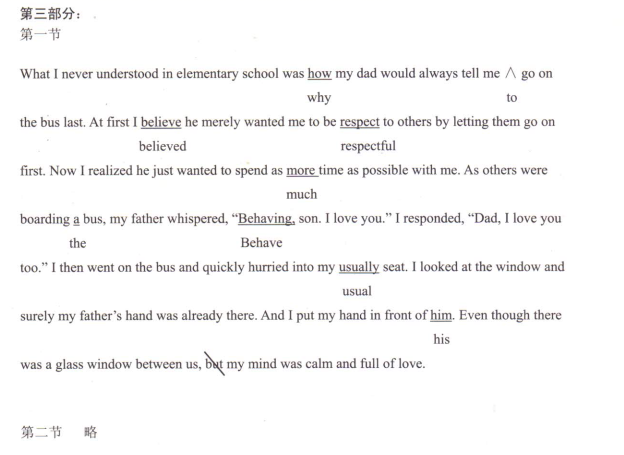 第三部分：
第一节
What I never understood in elementary school was how my dad would always tell me ∧ go on
why to
the bus last. At first I believe he merely wanted me to be respect to others by letting them go on
believed respectful
first. Now I realized he just wanted to spend as more time as possible with me. As others were
much
boarding a bus, my father whispered, “Behaving, son. I love you.” I responded, “Dad, I love you
the Behave
too.” I then went on the bus and quickly hurried into my usually seat. I looked at the window and
usual
surely my father’s hand was already there. And I put my hand in front of him. Even though there
his
was a glass window between us, but my mind was calm and full of love.
第二节 略